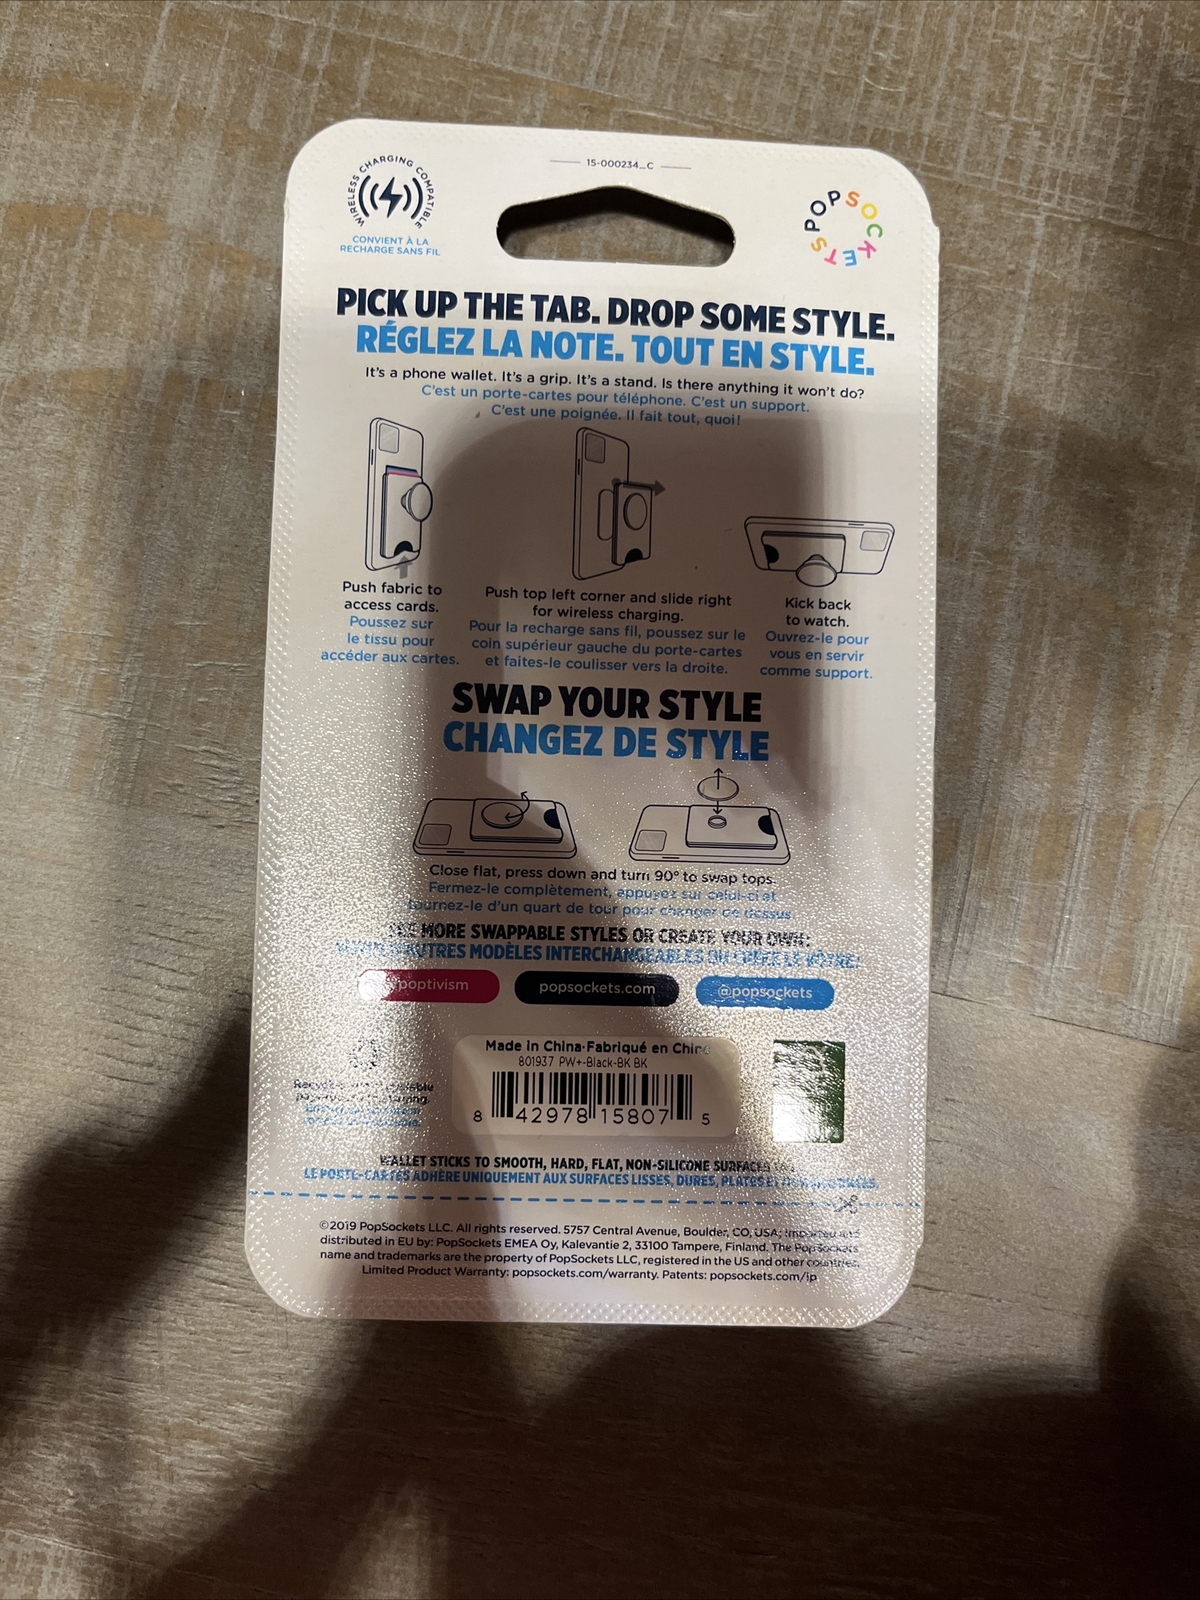 15-000234_C
WIRELESS CHARGING COMPATIBLE
CONVIENT À LA
RECHARGE SANS FIL
POPSOCKETS
PICK UP THE TAB. DROP SOME STYLE.
RÉGLEZ LA NOTE. TOUT EN STYLE.
It's a phone wallet. It's a grip. It's a stand. Is there anything it won't do?
C'est un porte-cartes pour téléphone. C'est un support.
C'est une poignée. Il fait tout, quoi!
Push fabric to
access cards.
Poussez sur
le tissu pour
accéder aux cartes.
Push top left corner and slide right
for wireless charging.
Pour la recharge sans fil, poussez sur le
coin supérieur gauche du porte-cartes
et faites-le coulisser vers la droite.
Kick back
to watch.
Ouvrez-le pour
vous en servir
comme support.
SWAP YOUR STYLE
CHANGEZ DE STYLE
Close flat, press down and turn 90° to swap tops.
Fermez-le complètement, appuyez sur celui-ci et
tournez-le d'un quart de tour pour changer de dessus.
SEE MORE SWAPPABLE STYLES OR CREATE YOUR OWN:
D'AUTRES MODÈLES INTERCHANGEABLES OU CRÉEZ LE VÔTRE:
poptivism
popsockets.com
@popsockets
Made in China·Fabriqué en Chine
801937 PW+-Black-BK BK
8 42978 15807 5
WALLET STICKS TO SMOOTH, HARD, FLAT, NON-SILICONE SURFACES
LE PORTE-CARTES ADHÈRE UNIQUEMENT AUX SURFACES LISSES, DURES, PLATES ET
©2019 PopSockets LLC. All rights reserved. 5757 Central Avenue, Boulder, CO, USA; imported and
distributed in EU by: PopSockets EMEA Oy, Kalevantie 2, 33100 Tampere, Finland. The PopSockets
name and trademarks are the property of PopSockets LLC, registered in the US and other countries.
Limited Product Warranty: popsockets.com/warranty. Patents: popsockets.com/ip